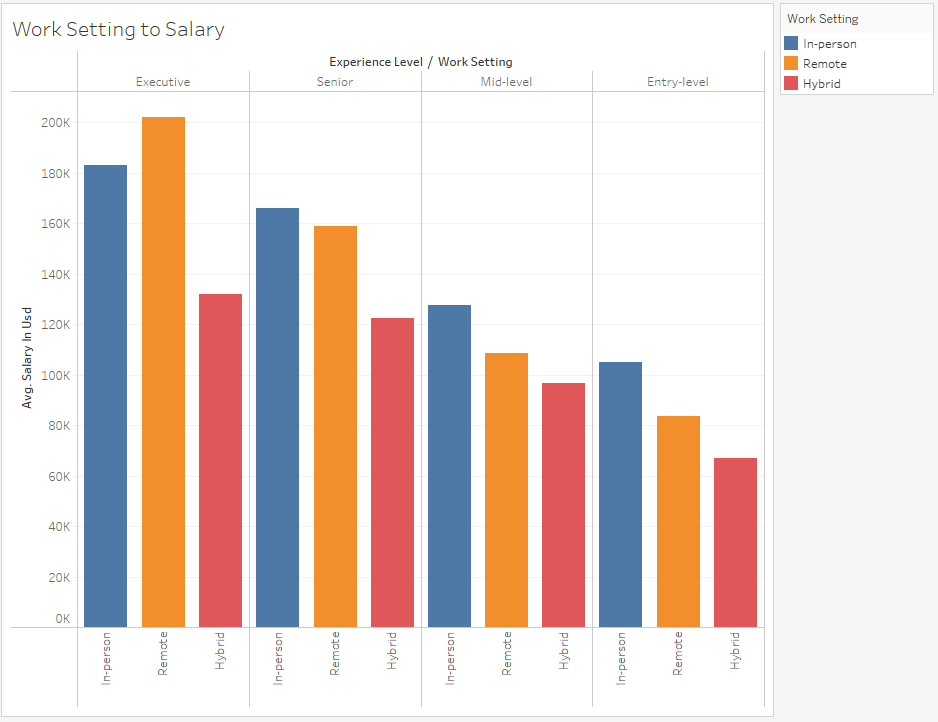 Work Setting to Salary
Experience Level / Work Setting
Executive Senior Mid-level Entry-level
200K
180K
160K
140K
120K
100K
80K
60K
40K
20K
0K
Avg. Salary In Usd
In-person Remote Hybrid In-person Remote Hybrid In-person Remote Hybrid In-person Remote Hybrid
Work Setting
In-person
Remote
Hybrid